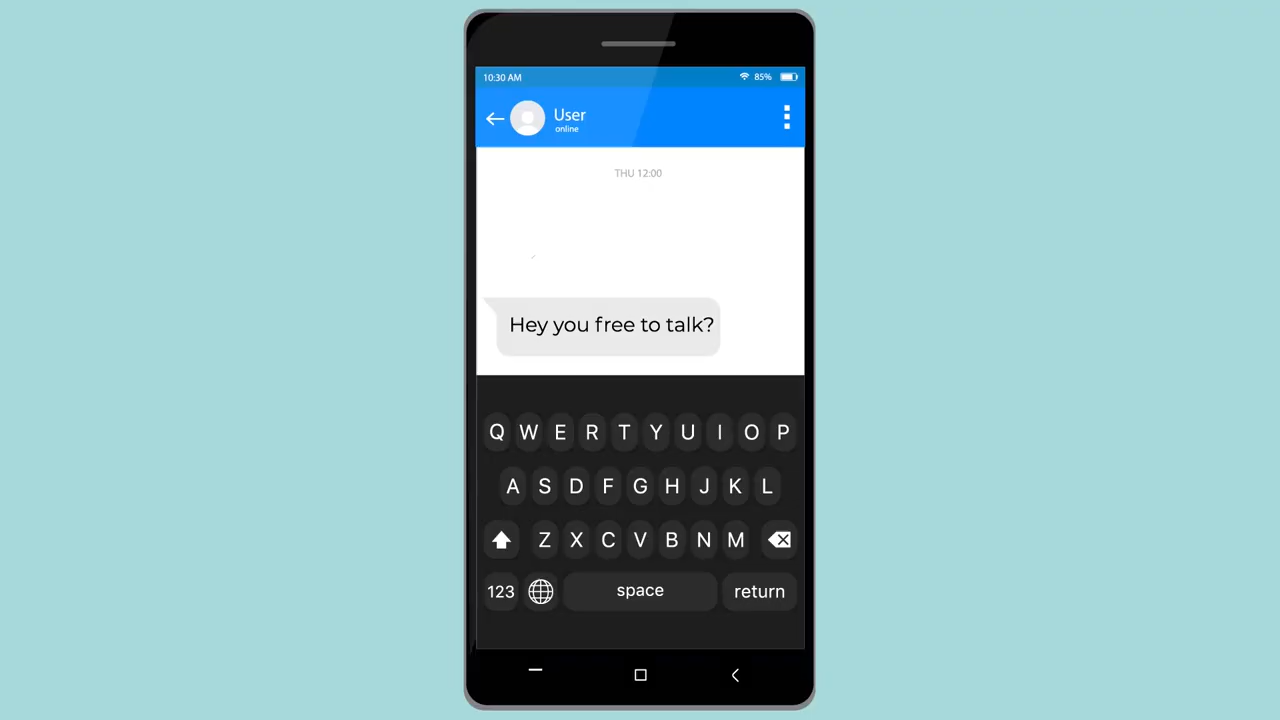 10:30 AM 85%
User
online
THU 12:00
Hey you free to talk?
Q W E R T Y U I O P
A S D F G H J K L
Z X C V B N M
123 space return